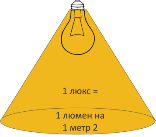 1 люкс =
1 люмен на
1 метр 2